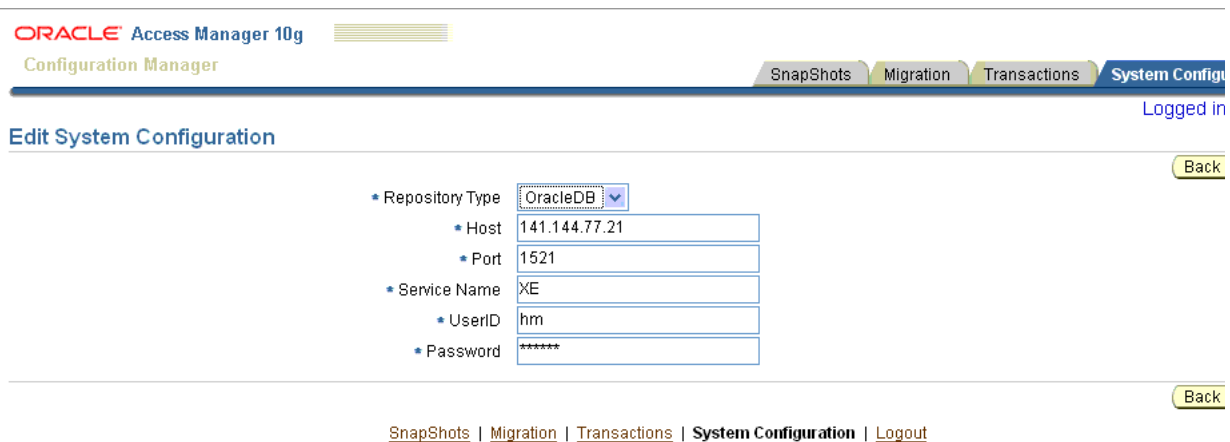 ORACLE Access Manager 10g
Configuration Manager
SnapShots Migration Transactions System Configu
Logged in
Edit System Configuration
Back
* Repository Type OracleDB
* Host 141.144.77.21
* Port 1521
* Service Name XE
* UserID hm
* Password ******
Back
SnapShots | Migration | Transactions | System Configuration | Logout